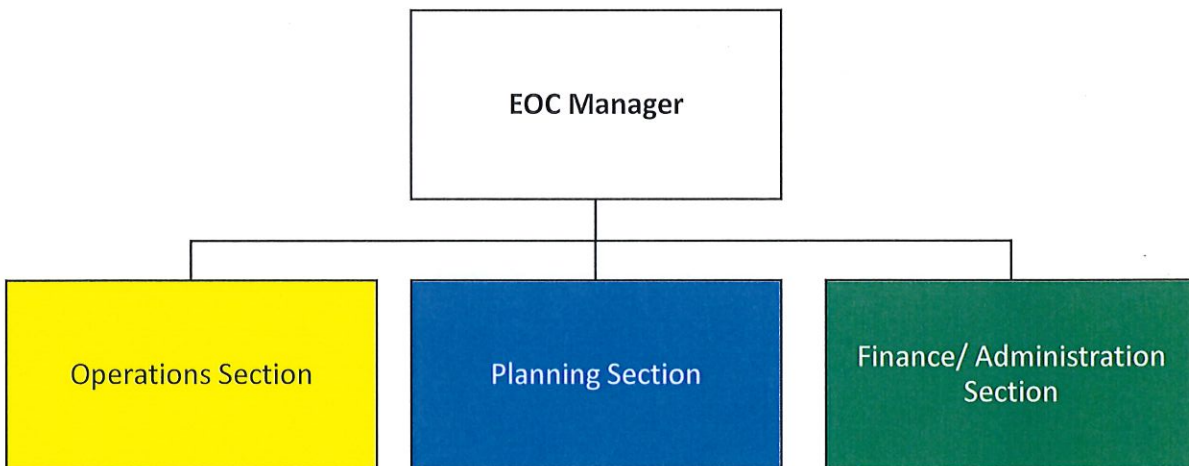 EOC Manager
Operations Section
Planning Section
Finance/ Administration
Section